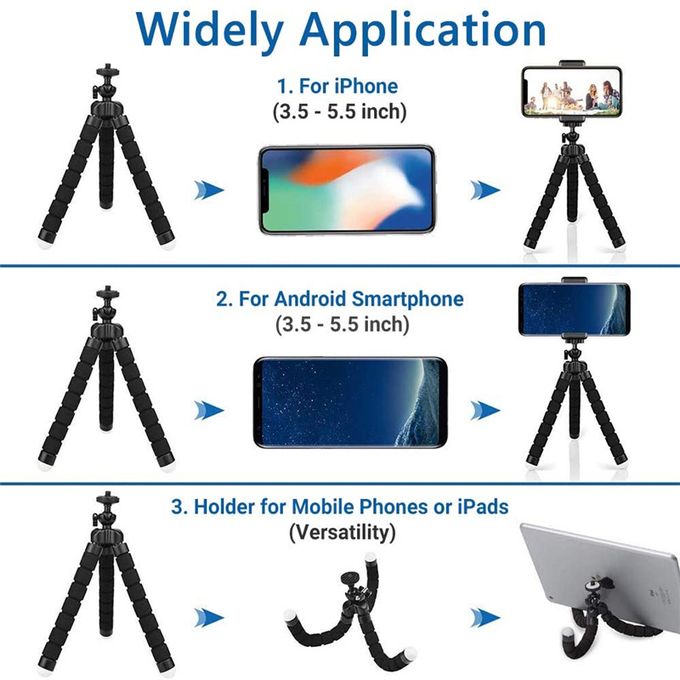 Widely Application
1. For iPhone
(3.5 - 5.5 inch)
2. For Android Smartphone
(3.5 - 5.5 inch)
3. Holder for Mobile Phones or iPads
(Versatility)